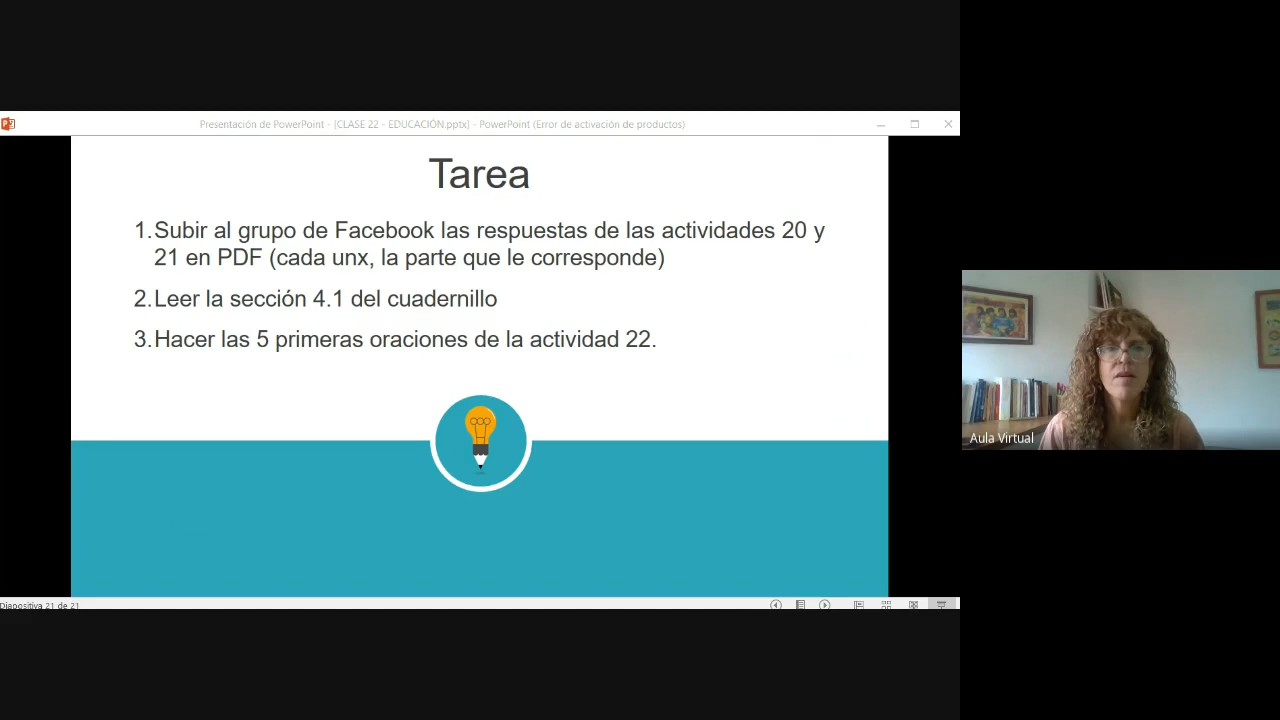 Presentación de PowerPoint - [CLASE 22 - EDUCACIÓN.pptx] - PowerPoint (Error de activación de productos)
Tarea
1.Subir al grupo de Facebook las respuestas de las actividades 20 y
21 en PDF (cada unx, la parte que le corresponde)
2.Leer la sección 4.1 del cuadernillo
3.Hacer las 5 primeras oraciones de la actividad 22.
Aula Virtual
Diapositiva 21 de 21